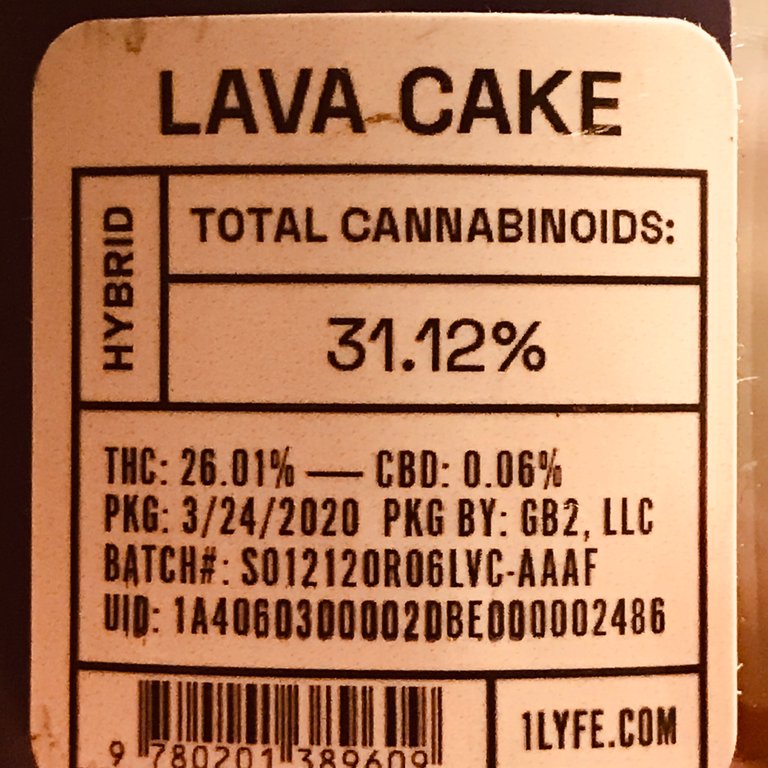 LAVA CAKE
HYBRID
TOTAL CANNABINOIDS:
31.12%
THC: 26.01% — CBD: 0.06%
PKG: 3/24/2020 PKG BY: GB2, LLC
BATCH#: S012120R06LVC-AAAF
UID: 1A4060300002DBE000002486
9 780201 389609
1LYFE.COM